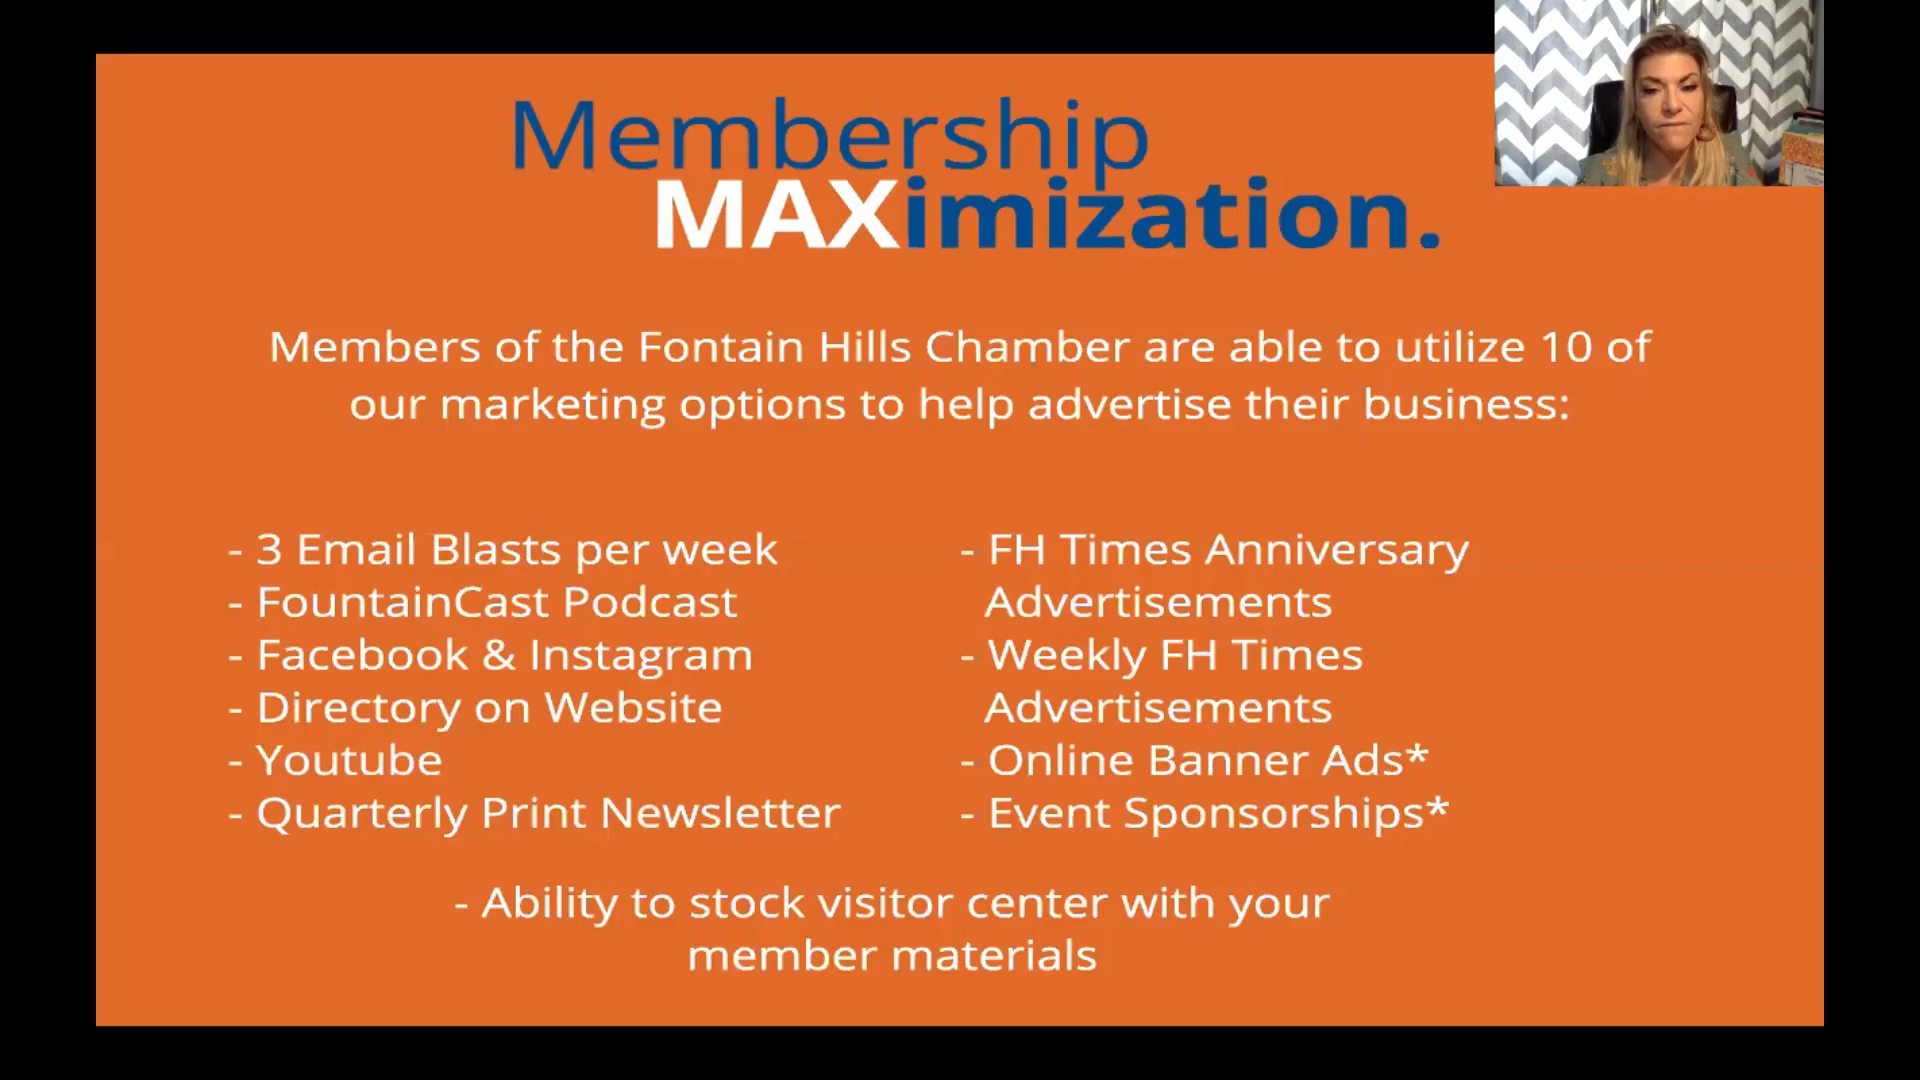 Membership
MAXimization.
Members of the Fontain Hills Chamber are able to utilize 10 of
our marketing options to help advertise their business:
- 3 Email Blasts per week
- FountainCast Podcast
- Facebook & Instagram
- Directory on Website
- Youtube
- Quarterly Print Newsletter
- FH Times Anniversary
Advertisements
- Weekly FH Times
Advertisements
- Online Banner Ads*
- Event Sponsorships*
- Ability to stock visitor center with your
member materials